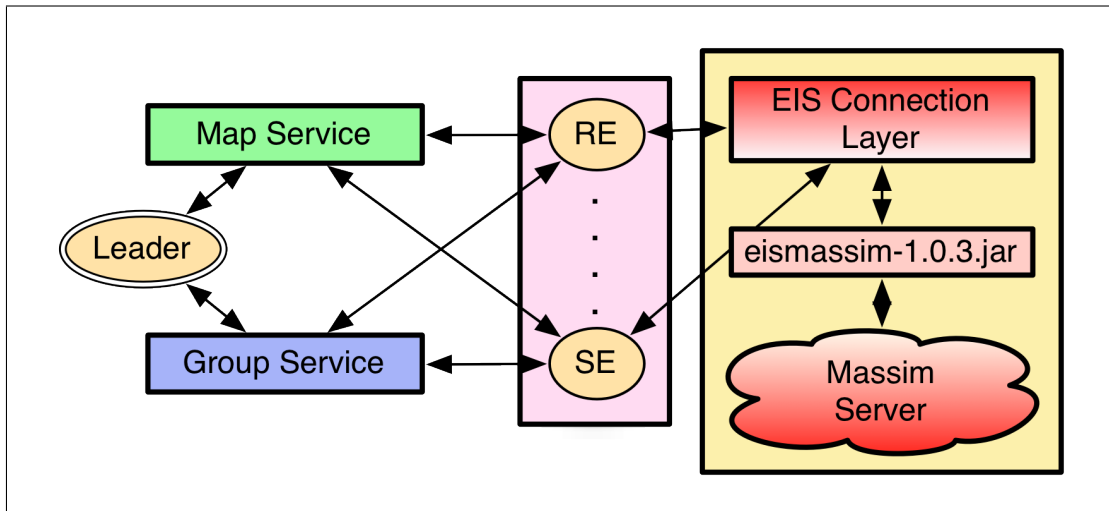 Map Service
Leader
Group Service
RE
SE
EIS Connection
Layer
eismassim-1.0.3.jar
Massim
Server